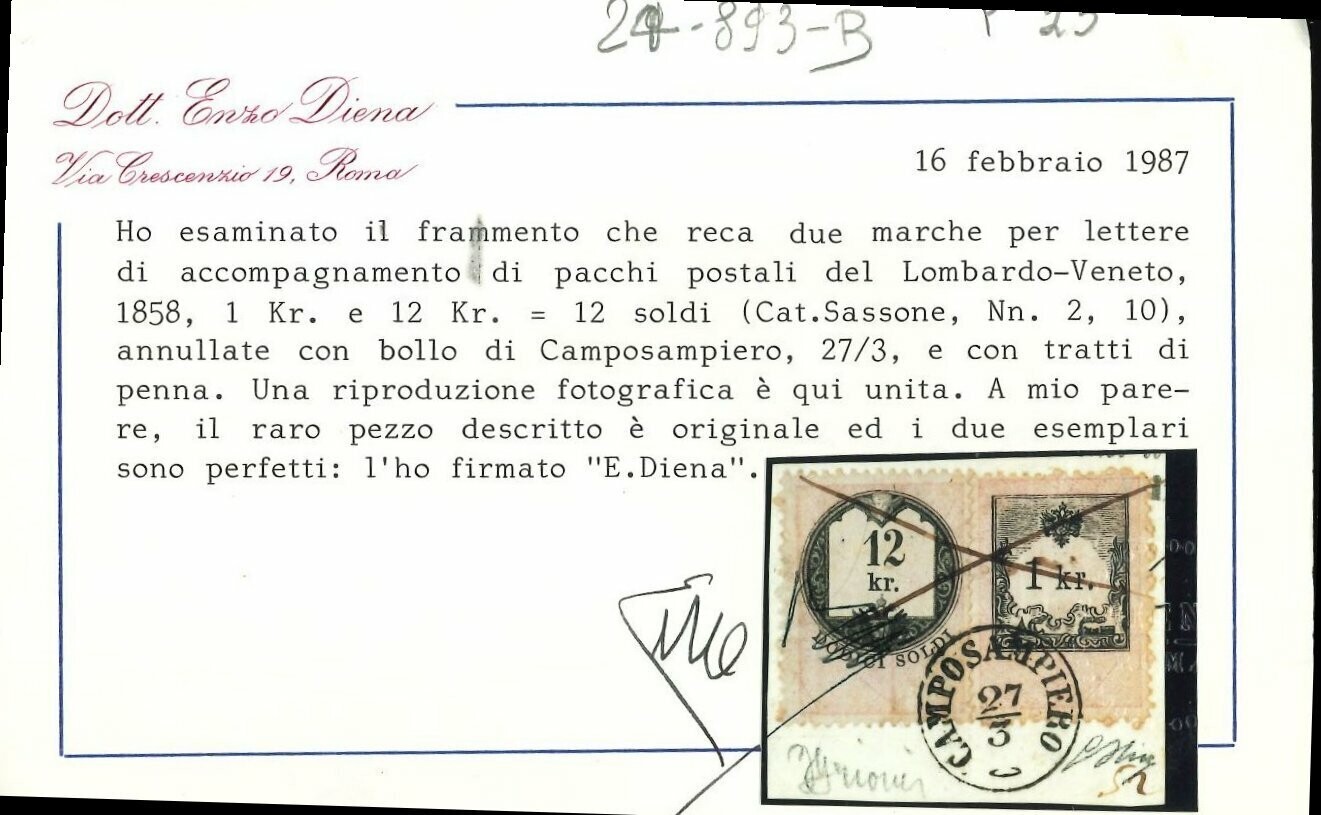 24-893-B
Dott. Enzo Diena
Via Crescenzio 19, Roma
16 febbraio 1987
Ho esaminato il frammento che reca due marche per lettere
di accompagnamento di pacchi postali del Lombardo-Veneto,
1858, 1 Kr. e 12 Kr. = 12 soldi (Cat.Sassone, Nn. 2, 10),
annullate con bollo di Camposampiero, 27/3, e con tratti di
penna. Una riproduzione fotografica è qui unita. A mio pare-
re, il raro pezzo descritto è originale ed i due esemplari
sono perfetti: l'ho firmato "E.Diena".
12
kr.
SOLDI
1 kr.
CAMPOSAMPIERO
27
3